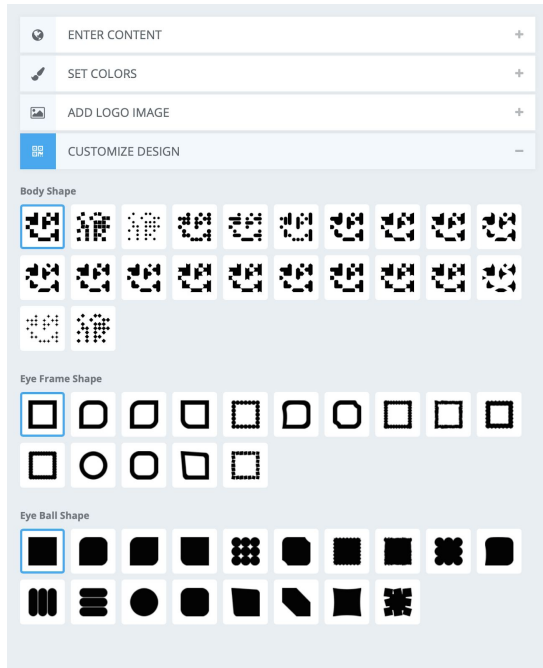 ENTER CONTENT
SET COLORS
ADD LOGO IMAGE
CUSTOMIZE DESIGN
Body Shape
Eye Frame Shape
Eye Ball Shape